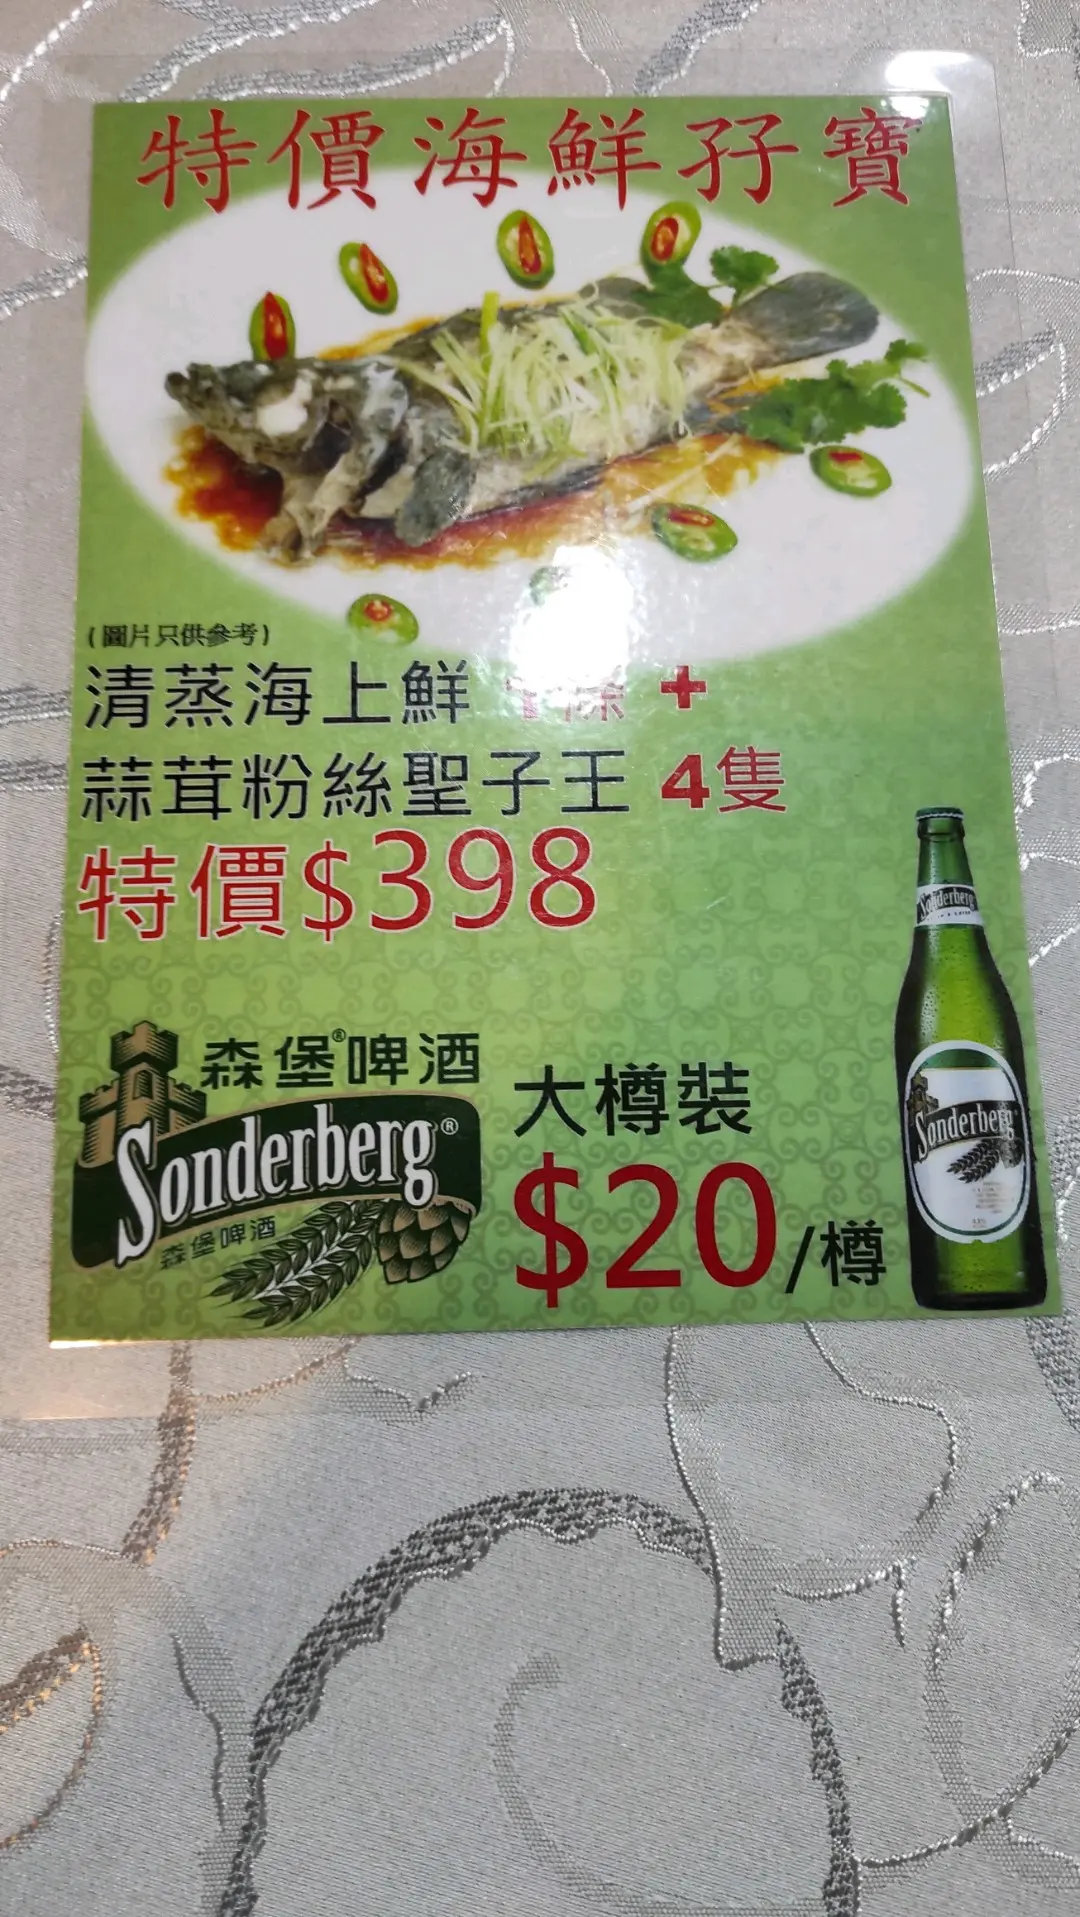 特價海鮮孖寶
(圖片只供參考)
清蒸海上鮮 1條 +
蒜茸粉絲聖子王 4隻
特價$398
森堡®啤酒
Sonderberg®
森堡啤酒
大樽裝
$20/樽
Sonderberg
Sonderberg